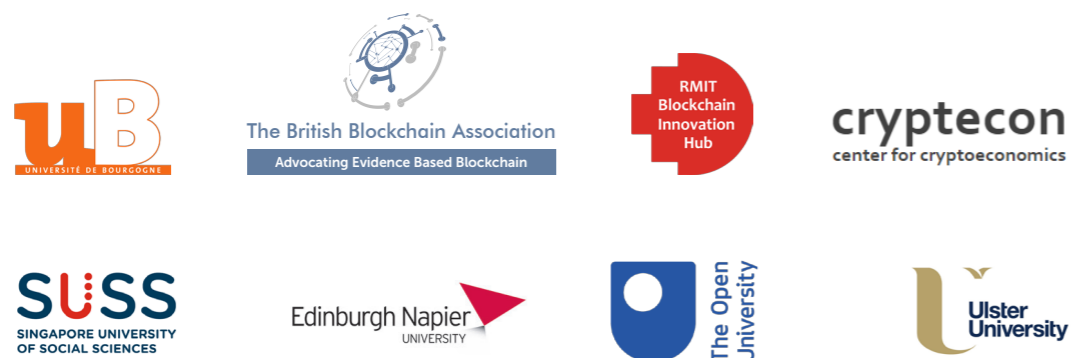 uB
UNIVERSITÉ DE BOURGOGNE
The British Blockchain Association
Advocating Evidence Based Blockchain
RMIT
Blockchain
Innovation
Hub
cryptecon
center for cryptoeconomics
SUSS
SINGAPORE UNIVERSITY
OF SOCIAL SCIENCES
Edinburgh Napier
UNIVERSITY
The Open
University
Ulster
University